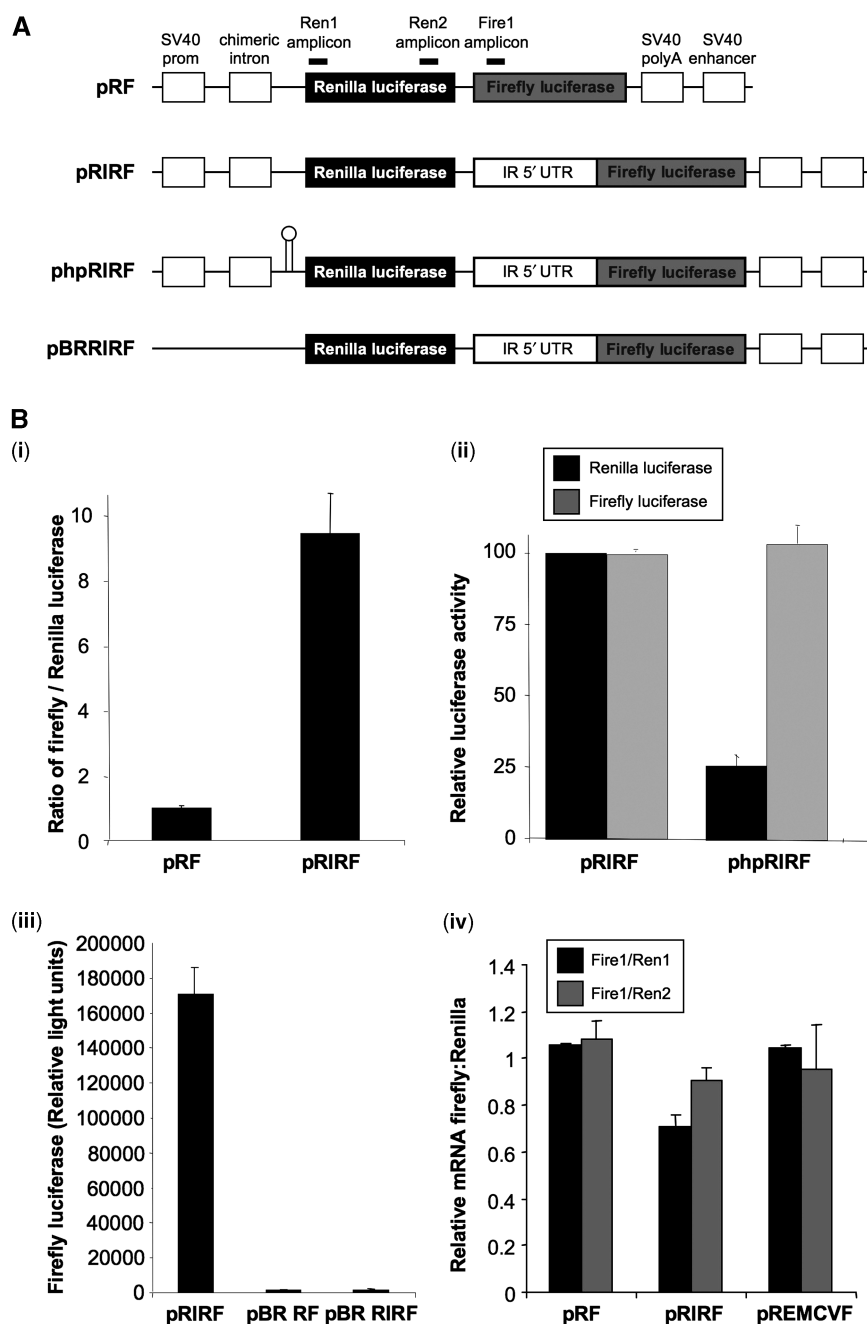 A
SV40 prom
chimeric intron
Ren1 amplicon
Ren2 amplicon
Fire1 amplicon
SV40 polyA
SV40 enhancer
pRF
Renilla luciferase
Firefly luciferase
pRIRF
Renilla luciferase
IR 5′ UTR
Firefly luciferase
phpRIRF
Renilla luciferase
IR 5′ UTR
Firefly luciferase
pBRRIRF
Renilla luciferase
IR 5′ UTR
Firefly luciferase
B
(i)
Ratio of firefly / Renilla luciferase
10
8
6
4
2
0
pRF
pRIRF
(ii)
Renilla luciferase
Firefly luciferase
Relative luciferase activity
100
75
50
25
0
pRIRF
phpRIRF
(iii)
Firefly luciferase (Relative light units)
200000
180000
160000
140000
120000
100000
80000
60000
40000
20000
0
pRIRF
pBR RF
pBR RIRF
(iv)
Fire1/Ren1
Fire1/Ren2
Relative mRNA firefly:Renilla
1.4
1.2
1
0.8
0.6
0.4
0.2
0
pRF
pRIRF
pREMCVF